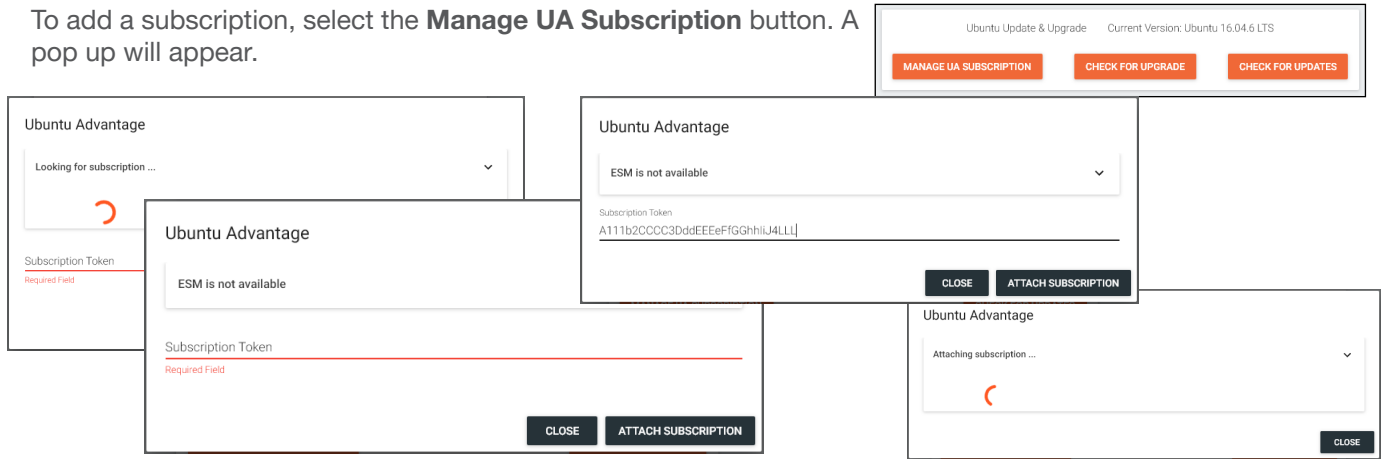 To add a subscription, select the Manage UA Subscription button. A
pop up will appear.
Ubuntu Update & Upgrade Current Version: Ubuntu 16.04.6 LTS
MANAGE UA SUBSCRIPTION CHECK FOR UPGRADE CHECK FOR UPDATES
Ubuntu Advantage
Looking for subscription ...
Subscription Token
Required Field
Ubuntu Advantage
ESM is not available
Subscription Token
Required Field
CLOSE ATTACH SUBSCRIPTION
Ubuntu Advantage
ESM is not available
Subscription Token
A111b2CCCC3DddEEEeFfGGhhIiJ4LLL
CLOSE ATTACH SUBSCRIPTION
Ubuntu Advantage
Attaching subscription ...
CLOSE